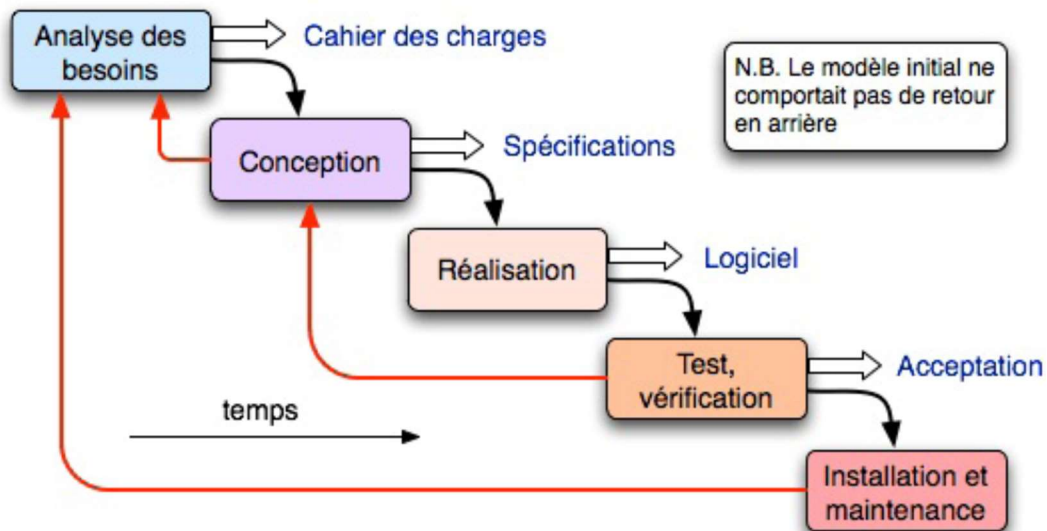 Analyse des
besoins
Cahier des charges
N.B. Le modèle initial ne
comportait pas de retour
en arrière
Conception
Spécifications
Réalisation
Logiciel
Test,
vérification
Acceptation
temps
Installation et
maintenance